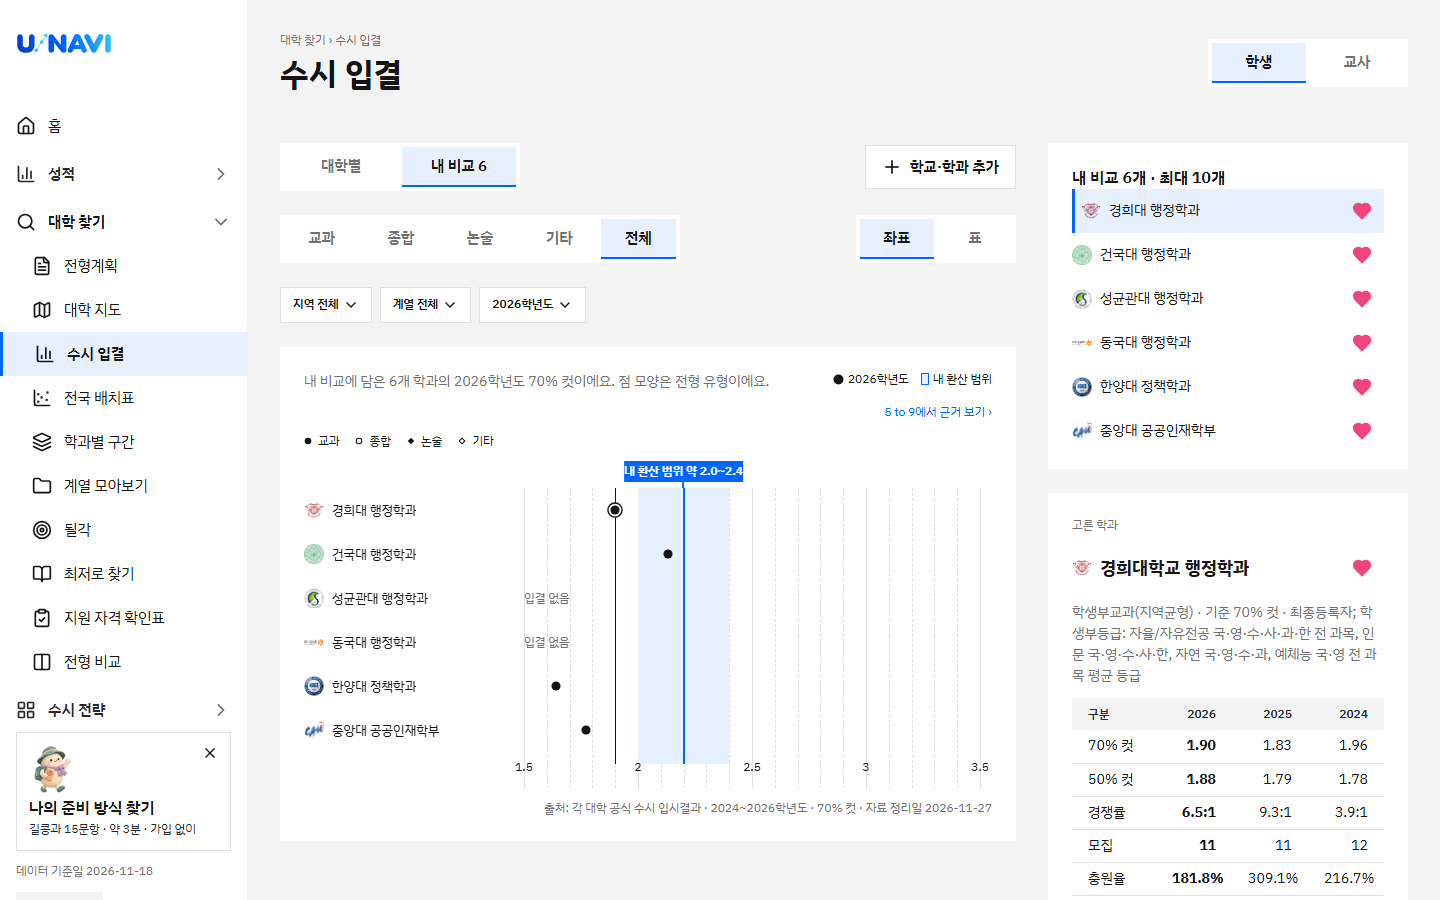 UNAVI
홈
성적
대학 찾기
전형계획
대학 지도
수시 입결
전국 배치표
학과별 구간
계열 모아보기
될각
최저로 찾기
지원 자격 확인표
전형 비교
수시 전략
나의 준비 방식 찾기
길콩과 15문항 · 약 3분 · 가입 없이
데이터 기준일 2026-11-18
대학 찾기 › 수시 입결
수시 입결
학생 교사
대학별 내 비교 6
학교·학과 추가
교과 종합 논술 기타 전체
좌표 표
지역 전체 계열 전체 2026학년도
내 비교에 담은 6개 학과의 2026학년도 70% 컷이에요. 점 모양은 전형 유형이에요.
2026학년도 내 환산 범위
5 to 9에서 근거 보기 ›
교과 종합 논술 기타
내 환산 범위 약 2.0~2.4
경희대 행정학과
건국대 행정학과
성균관대 행정학과 입결 없음
동국대 행정학과 입결 없음
한양대 정책학과
중앙대 공공인재학부
1.5 2 2.5 3 3.5
출처: 각 대학 공식 수시 입시결과 · 2024~2026학년도 · 70% 컷 · 자료 정리일 2026-11-27
내 비교 6개 · 최대 10개
경희대 행정학과
건국대 행정학과
성균관대 행정학과
동국대 행정학과
한양대 정책학과
중앙대 공공인재학부
고른 학과
경희대학교 행정학과
학생부교과(지역균형) · 기준 70% 컷 · 최종등록자; 학
생부등급: 자율/자유전공 국·영·수·사·과·한 전 과목, 인
문 국·영·수·사·한, 자연 국·영·수·과, 예체능 국·영 전 과
목 평균 등급
구분 2026 2025 2024
70% 컷 1.90 1.83 1.96
50% 컷 1.88 1.79 1.78
경쟁률 6.5:1 9.3:1 3.9:1
모집 11 11 12
충원율 181.8% 309.1% 216.7%